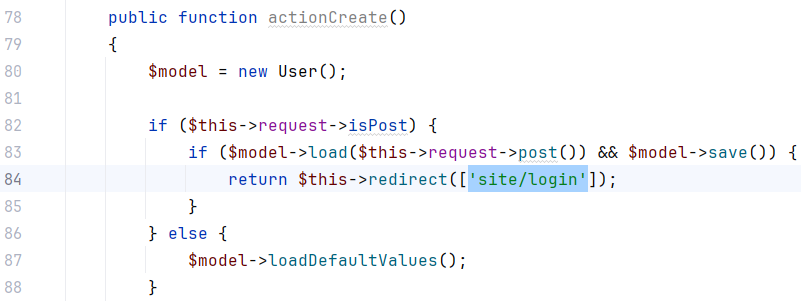 78 public function actionCreate()
79 {
80 $model = new User();
81
82 if ($this->request->isPost) {
83 if ($model->load($this->request->post()) && $model->save()) {
84 return $this->redirect(['site/login']);
85 }
86 } else {
87 $model->loadDefaultValues();
88 }